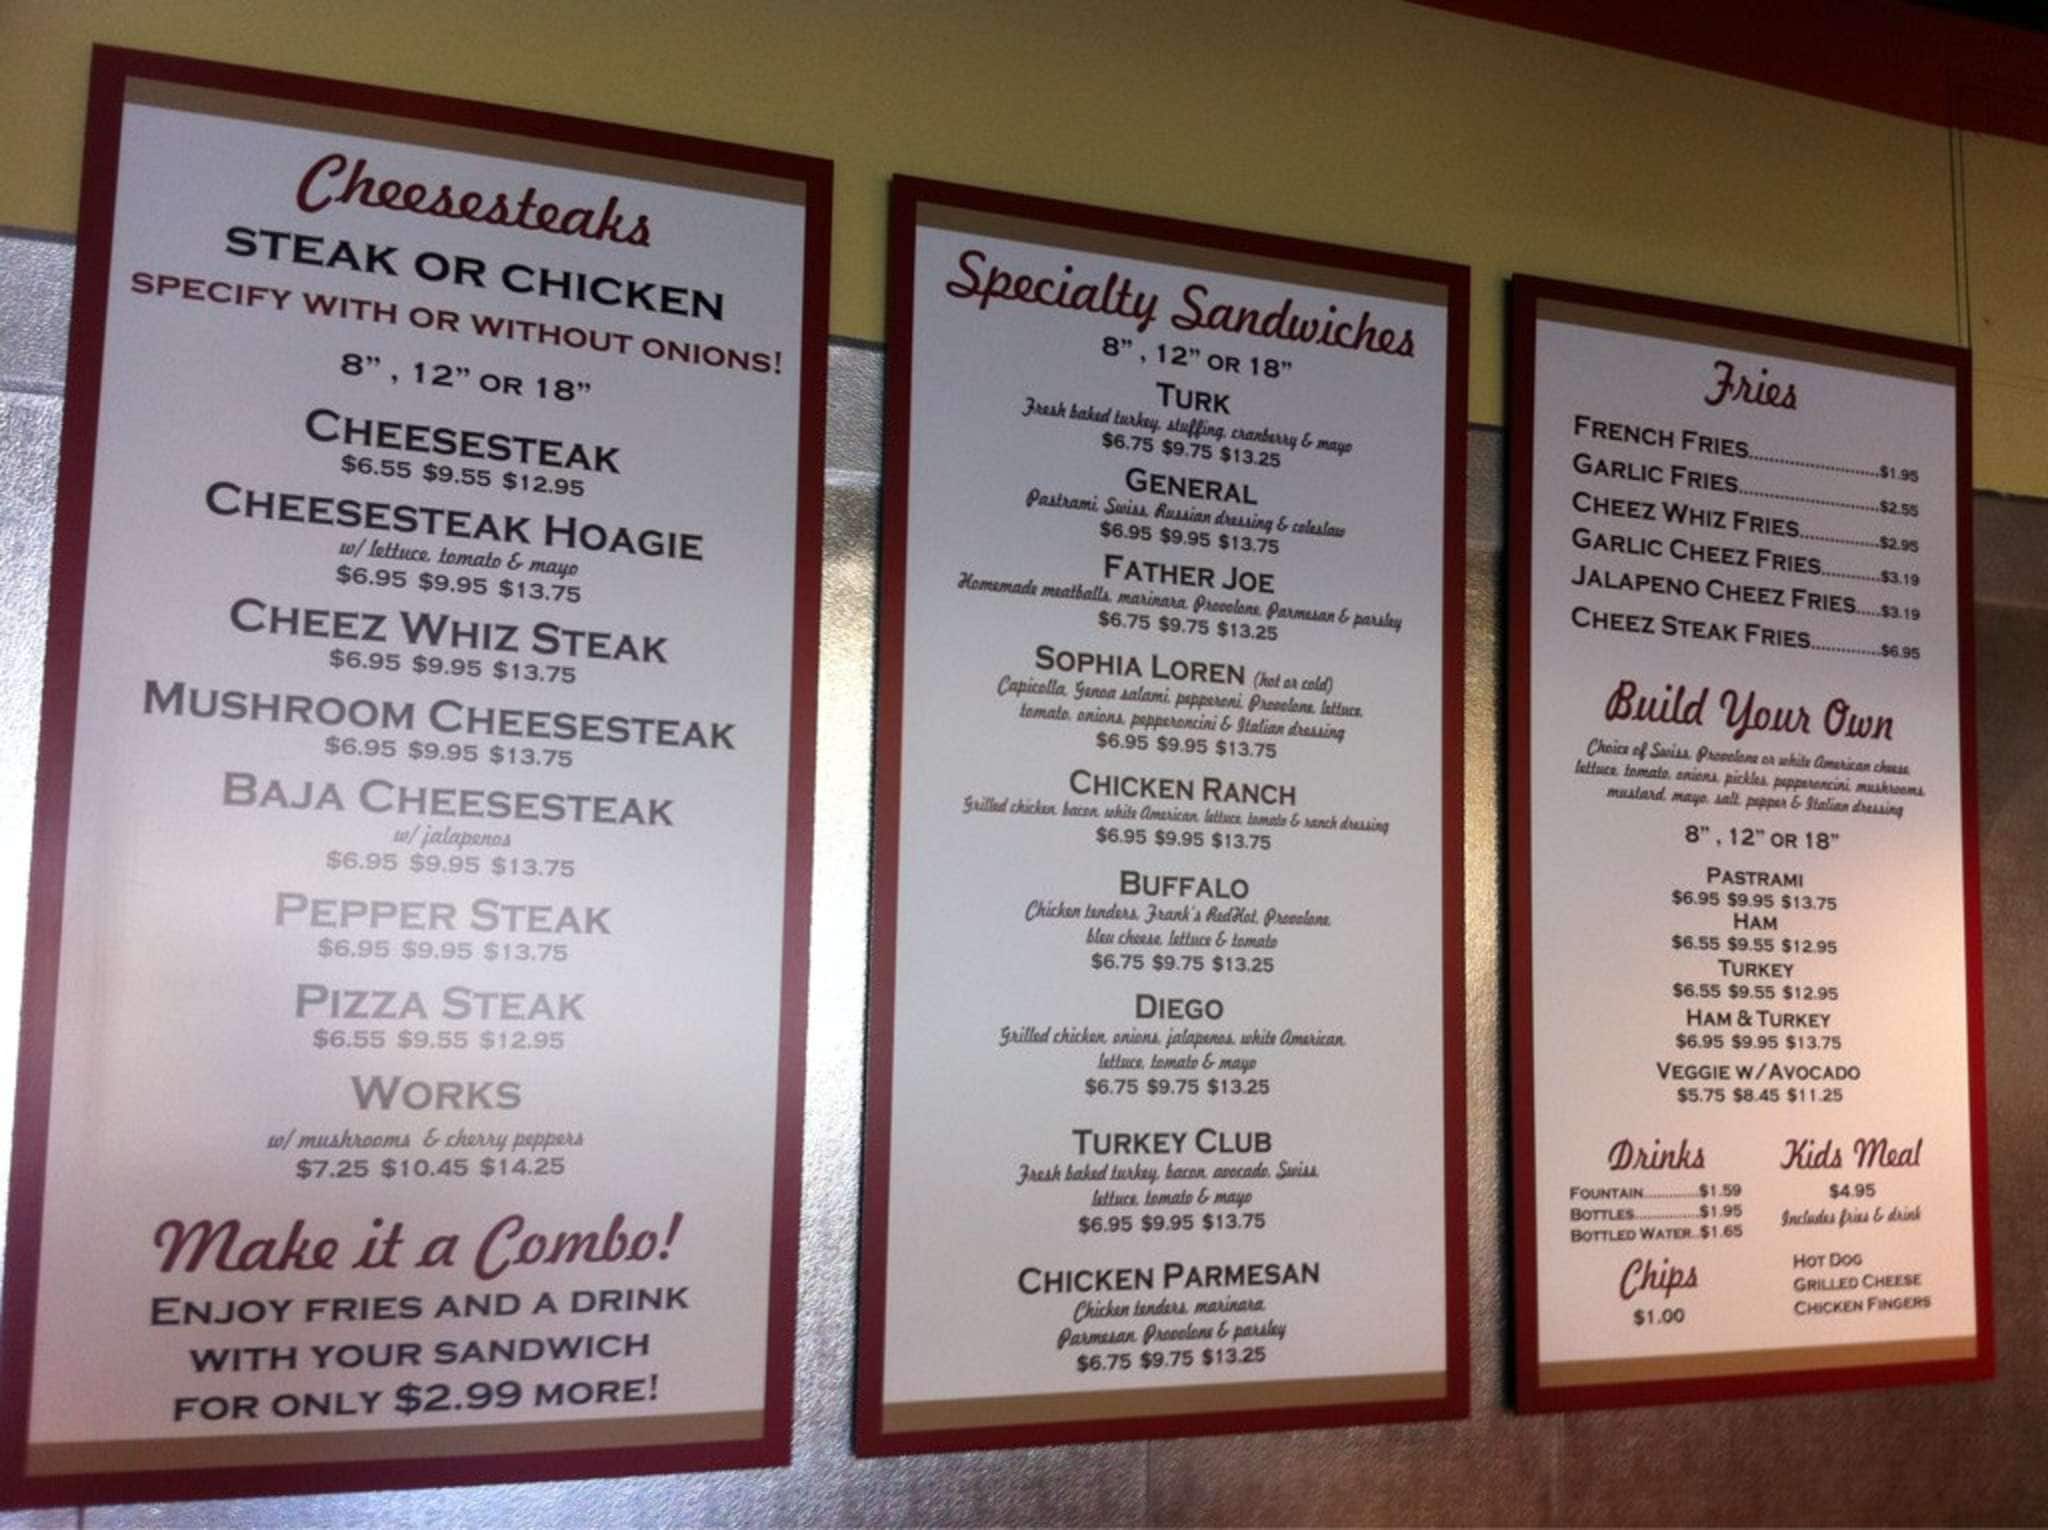 Cheesesteaks
STEAK OR CHICKEN
SPECIFY WITH OR WITHOUT ONIONS!
8", 12" OR 18"
CHEESESTEAK
$6.55 $9.55 $12.95
CHEESESTEAK HOAGIE
w/ lettuce, tomato & mayo
$6.95 $9.95 $13.75
CHEEZ WHIZ STEAK
$6.95 $9.95 $13.75
MUSHROOM CHEESESTEAK
$6.95 $9.95 $13.75
BAJA CHEESESTEAK
w/ jalapenos
$6.95 $9.95 $13.75
PEPPER STEAK
$6.95 $9.95 $13.75
PIZZA STEAK
$6.55 $9.55 $12.95
WORKS
w/ mushrooms & cherry peppers
$7.25 $10.45 $14.25
Make it a Combo!
ENJOY FRIES AND A DRINK
WITH YOUR SANDWICH
FOR ONLY $2.99 MORE!
Specialty Sandwiches
8", 12" OR 18"
TURK
Fresh baked turkey, stuffing, cranberry & mayo
$6.75 $9.75 $13.25
GENERAL
Pastrami, Swiss, Russian dressing & coleslaw
$6.95 $9.95 $13.75
FATHER JOE
Homemade meatballs, marinara, Provolone, Parmesan & parsley
$6.75 $9.75 $13.25
SOPHIA LOREN (hot or cold)
Capicolla, Genoa salami, pepperoni, Provolone, lettuce,
tomato, onions, pepperoncini & Italian dressing
$6.95 $9.95 $13.75
CHICKEN RANCH
Grilled chicken, bacon, white American, lettuce, tomato & ranch dressing
$6.95 $9.95 $13.75
BUFFALO
Chicken tenders, Frank's RedHot, Provolone,
bleu cheese, lettuce & tomato
$6.75 $9.75 $13.25
DIEGO
Grilled chicken, onions, jalapenos, white American,
lettuce, tomato & mayo
$6.75 $9.75 $13.25
TURKEY CLUB
Fresh baked turkey, bacon, avocado, Swiss,
lettuce, tomato & mayo
$6.95 $9.95 $13.75
CHICKEN PARMESAN
Chicken tenders, marinara
Parmesan, Provolone & parsley
$6.75 $9.75 $13.25
Fries
FRENCH FRIES..........................$1.95
GARLIC FRIES...........................$2.55
CHEEZ WHIZ FRIES................$2.95
GARLIC CHEEZ FRIES............$3.19
JALAPENO CHEEZ FRIES.....$3.19
CHEEZ STEAK FRIES..............$6.95
Build Your Own
Choice of Swiss, Provolone or white American cheese,
lettuce, tomato, onions, pickles, pepperoncini, mushrooms,
mustard, mayo, salt, pepper & Italian dressing
8", 12" OR 18"
PASTRAMI
$6.95 $9.95 $13.75
HAM
$6.55 $9.55 $12.95
TURKEY
$6.55 $9.55 $12.95
HAM & TURKEY
$6.95 $9.95 $13.75
VEGGIE W/AVOCADO
$5.75 $8.45 $11.25
Drinks
FOUNTAIN............$1.59
BOTTLES..............$1.95
BOTTLED WATER..$1.65
Chips
$1.00
Kids Meal
$4.95
Includes fries & drink
HOT DOG
GRILLED CHEESE
CHICKEN FINGERS